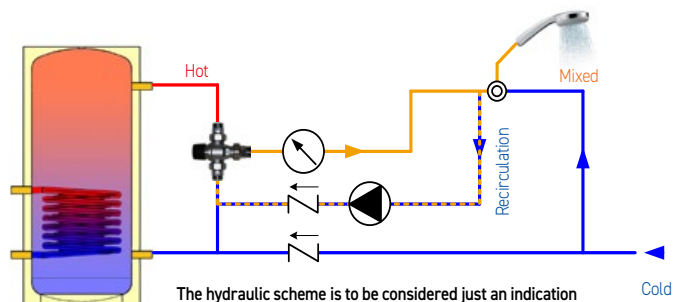 Hot
Mixed
Recirculation
The hydraulic scheme is to be considered just an indication
Cold